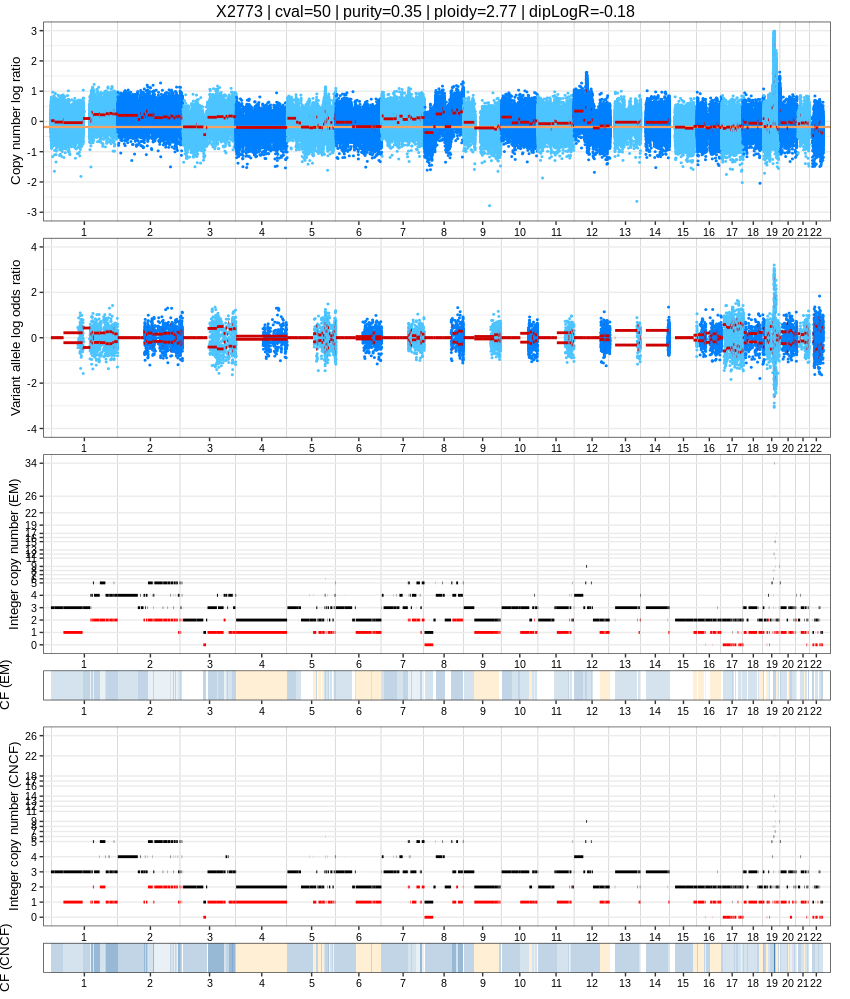 X2773 | cval=50 | purity=0.35 | ploidy=2.77 | dipLogR=-0.18
Copy number log ratio
3
2
1
0
-1
-2
-3
1 2 3 4 5 6 7 8 9 10 11 12 13 14 15 16 17 18 19 20 21 22
Variant allele log odds ratio
4
2
0
-2
-4
1 2 3 4 5 6 7 8 9 10 11 12 13 14 15 16 17 18 19 20 21 22
Integer copy number (EM)
34
26
22
19
5
4
3
2
1
0
1 2 3 4 5 6 7 8 9 10 11 12 13 14 15 16 17 18 19 20 21 22
CF (EM)
1 2 3 4 5 6 7 8 9 10 11 12 13 14 15 16 17 18 19 20 21 22
Integer copy number (CNCF)
26
22
18
14
11
9
5
4
3
2
1
0
1 2 3 4 5 6 7 8 9 10 11 12 13 14 15 16 17 18 19 20 21 22
CF (CNCF)
1 2 3 4 5 6 7 8 9 10 11 12 13 14 15 16 17 18 19 20 21 22